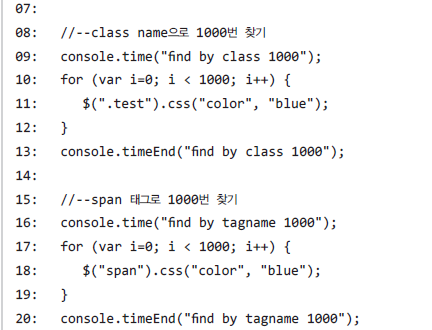 07:
08: //--class name으로 1000번 찾기
09: console.time("find by class 1000");
10: for (var i=0; i < 1000; i++) {
11: $(".test").css("color", "blue");
12: }
13: console.timeEnd("find by class 1000");
14:
15: //--span 태그로 1000번 찾기
16: console.time("find by tagname 1000");
17: for (var i=0; i < 1000; i++) {
18: $("span").css("color", "blue");
19: }
20: console.timeEnd("find by tagname 1000");